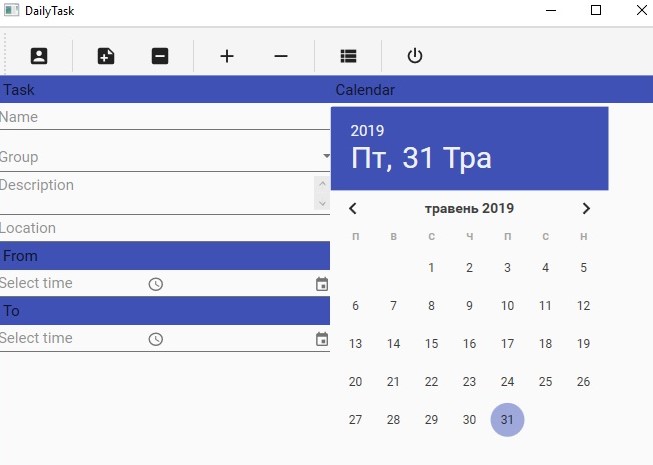 DailyTask
Task
Name
Group
Description
Location
From
Select time
To
Select time
Calendar
2019
Пт, 31 Тра
травень 2019
п в с ч п с н
1 2 3 4 5
6 7 8 9 10 11 12
13 14 15 16 17 18 19
20 21 22 23 24 25 26
27 28 29 30 31